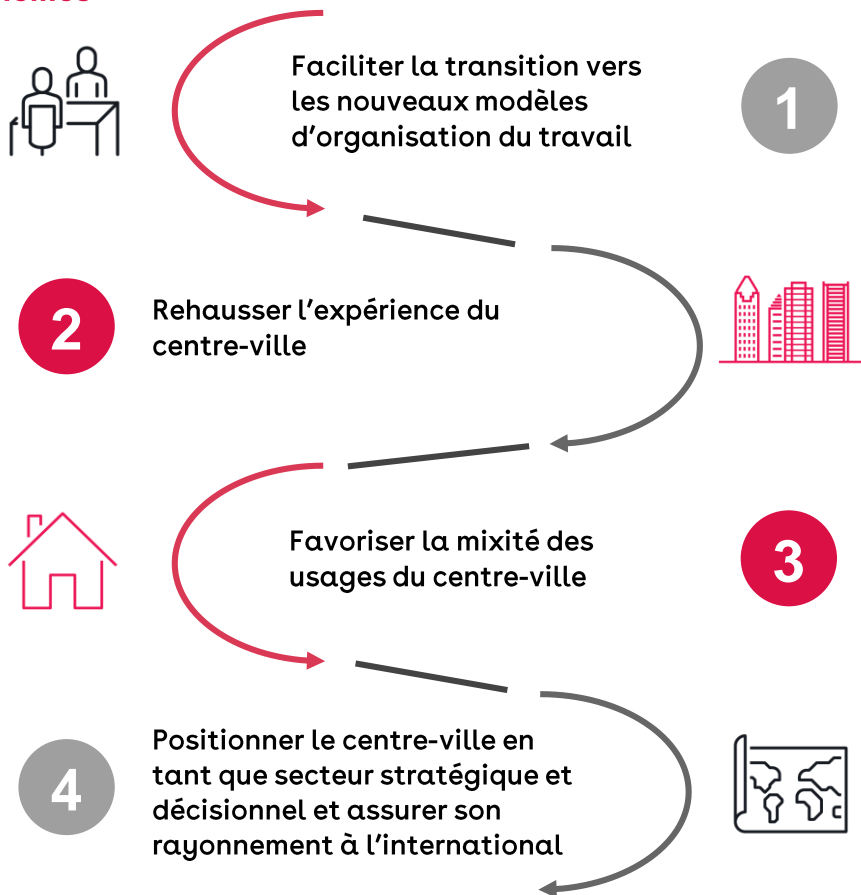 Faciliter la transition vers
les nouveaux modèles
d'organisation du travail
1
2
Rehausser l'expérience du
centre-ville
Favoriser la mixité des
usages du centre-ville
3
4
Positionner le centre-ville en
tant que secteur stratégique et
décisionnel et assurer son
rayonnement à l'international